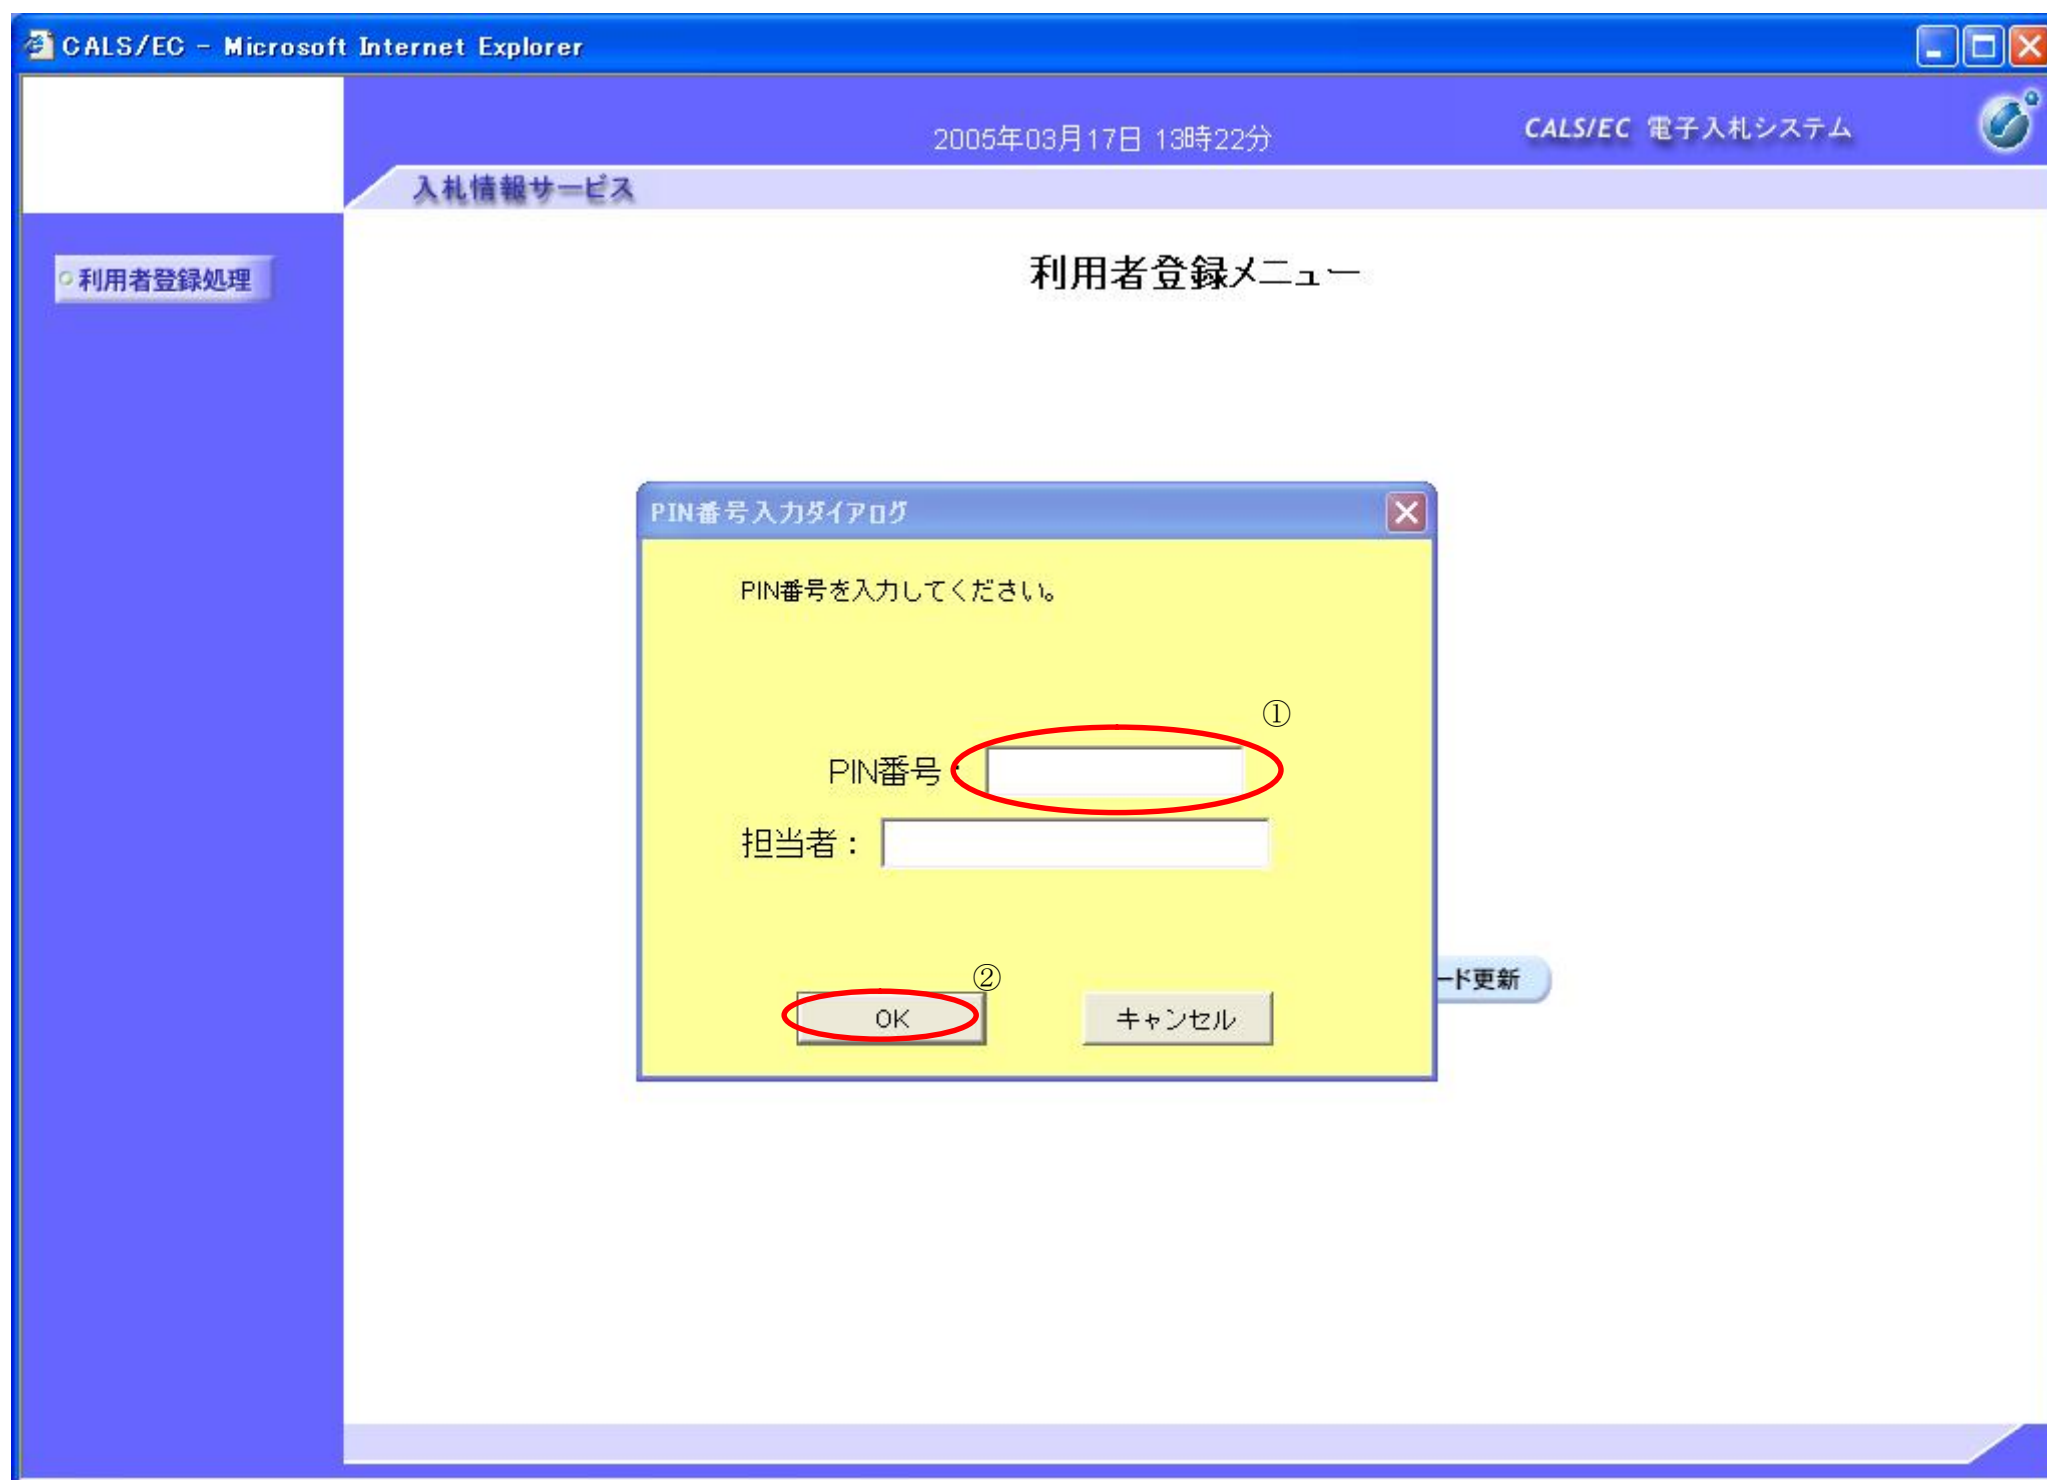 CALS/EC - Microsoft Internet Explorer
2005年03月17日 13時22分
CALS/EC 電子入札システム
入札情報サービス
利用者登録処理
利用者登録メニュー
PIN番号入力ダイアログ
PIN番号を入力してください。
①
PIN番号：
担当者：
②
OK
キャンセル
ード更新